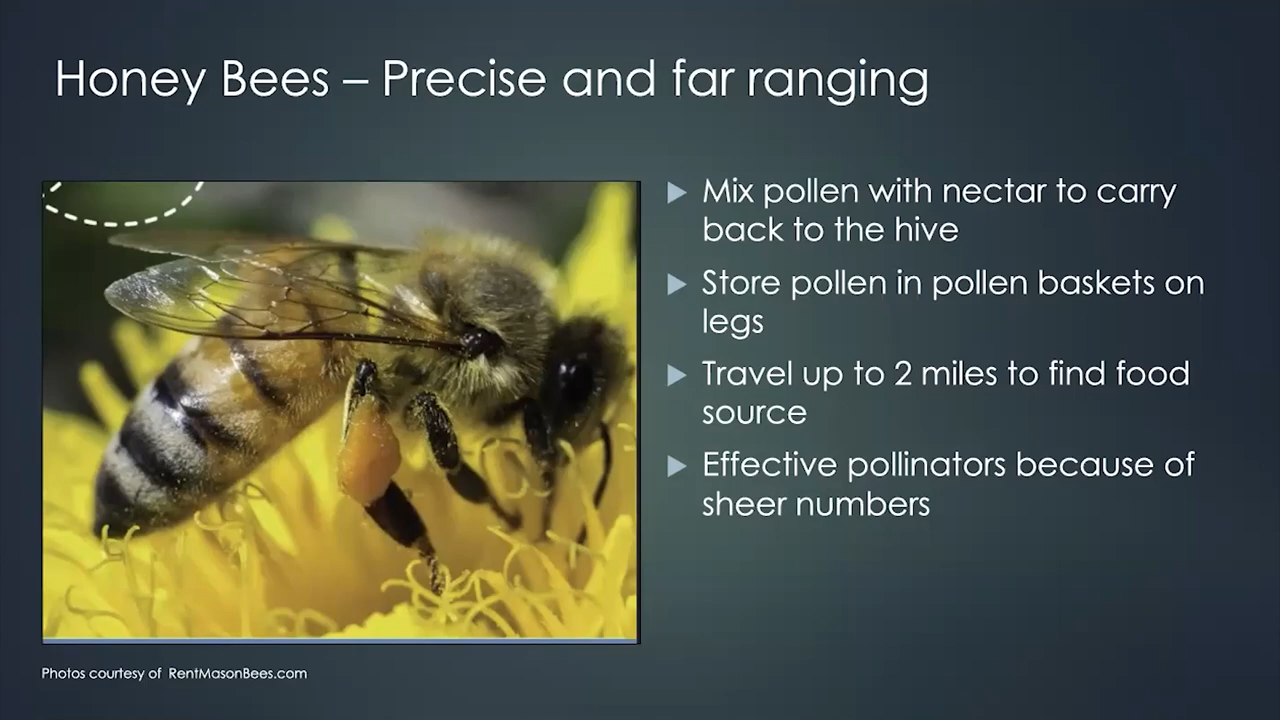 Honey Bees – Precise and far ranging
Mix pollen with nectar to carry
back to the hive
Store pollen in pollen baskets on
legs
Travel up to 2 miles to find food
source
Effective pollinators because of
sheer numbers
Photos courtesy of RentMasonBees.com